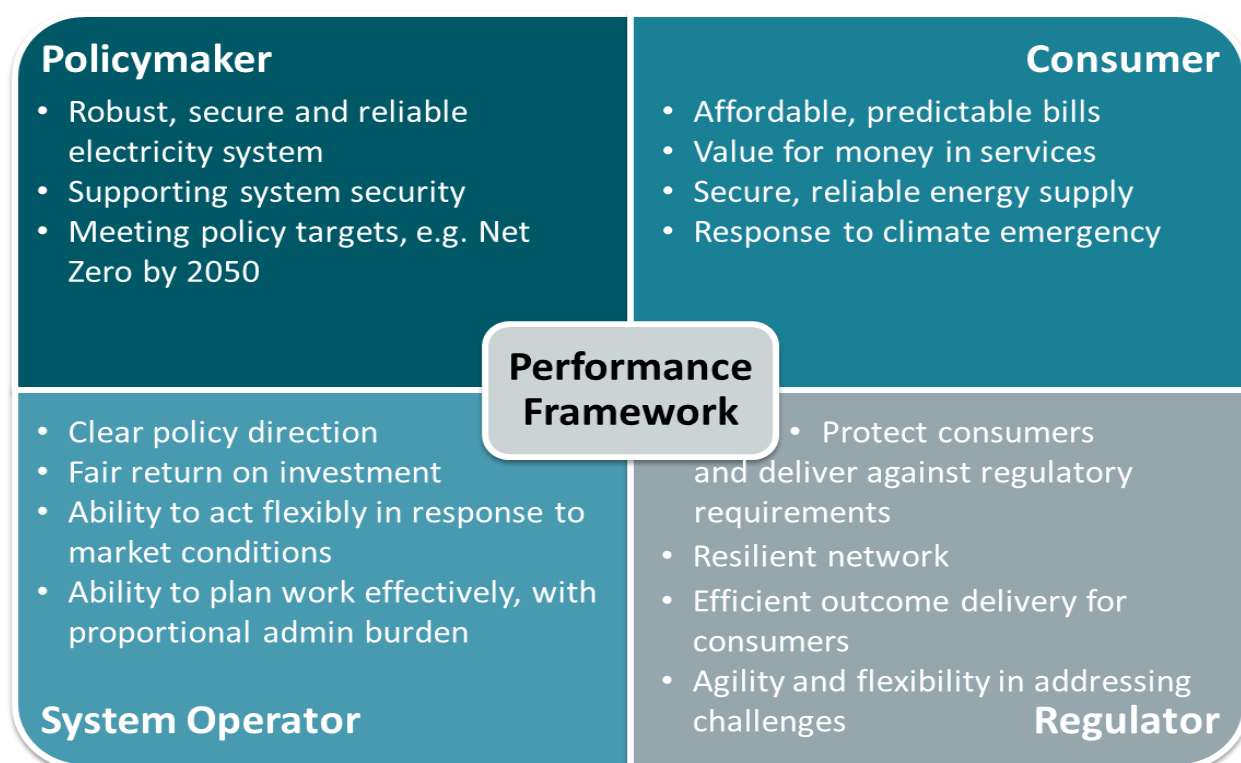 Policymaker
• Robust, secure and reliable
electricity system
• Supporting system security
• Meeting policy targets, e.g. Net
Zero by 2050
Consumer
• Affordable, predictable bills
• Value for money in services
• Secure, reliable energy supply
• Response to climate emergency
Performance
Framework
• Clear policy direction
• Fair return on investment
• Ability to act flexibly in response to
market conditions
• Ability to plan work effectively, with
proportional admin burden
System Operator
• Protect consumers
and deliver against regulatory
requirements
• Resilient network
• Efficient outcome delivery for
consumers
• Agility and flexibility in addressing
challenges
Regulator